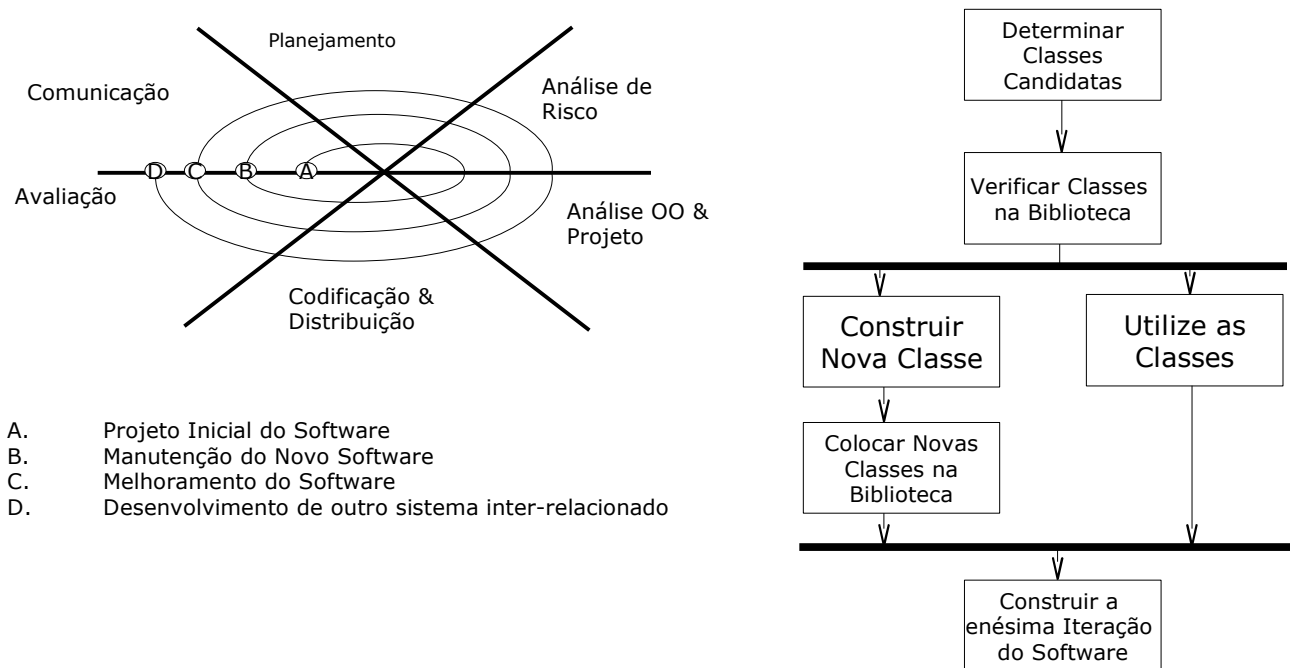 Planejamento
Comunicação
Análise de
Risco
D
C
B
A
Avaliação
Análise OO &
Projeto
Codificação &
Distribuição
A. Projeto Inicial do Software
B. Manutenção do Novo Software
C. Melhoramento do Software
D. Desenvolvimento de outro sistema inter-relacionado
Determinar
Classes
Candidatas
Verificar Classes
na Biblioteca
Construir
Nova Classe
Utilize as
Classes
Colocar Novas
Classes na
Biblioteca
Construir a
enésima Iteração
do Software